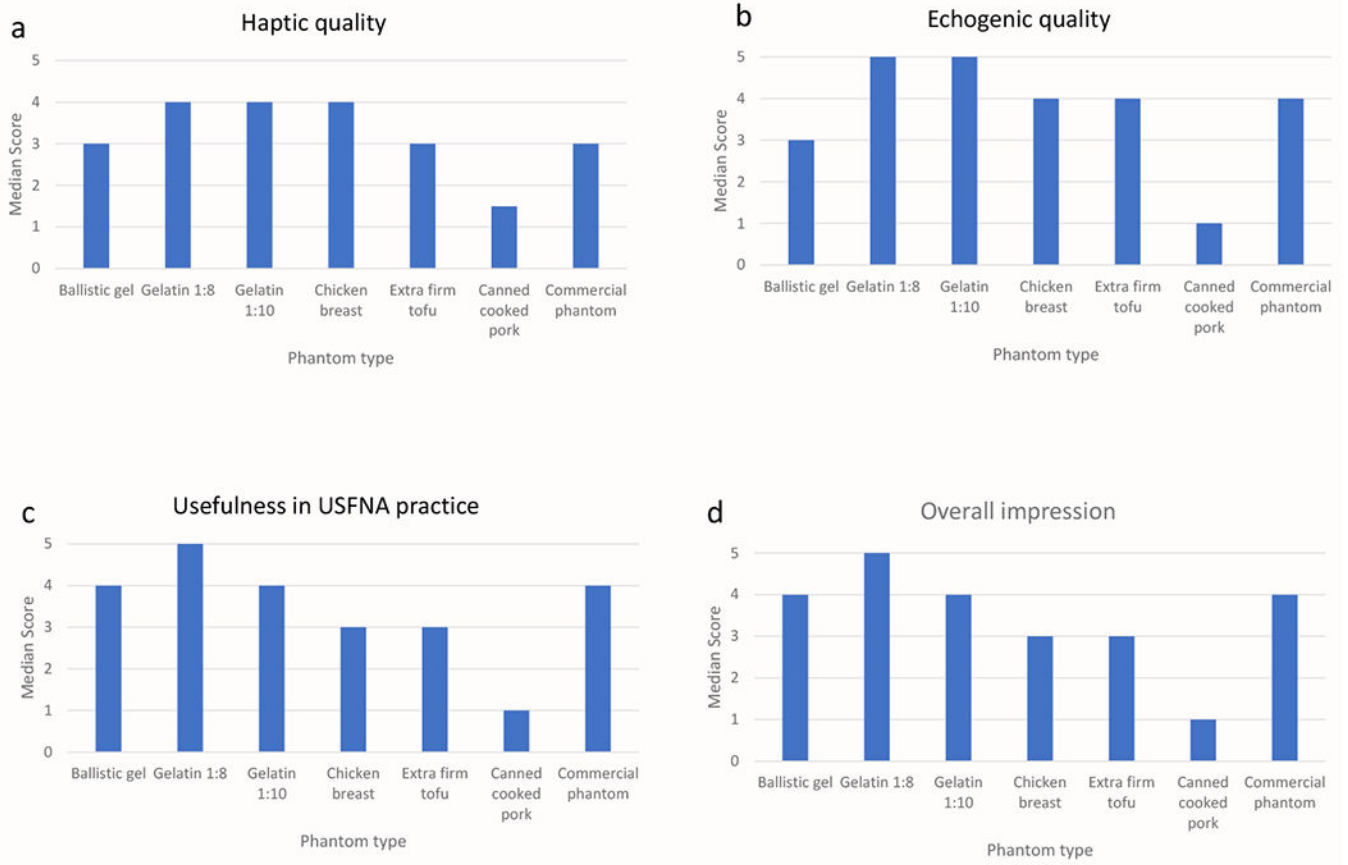 a
Haptic quality
5
4
3
2
1
0
Median Score
Ballistic gel Gelatin 1:8 Gelatin Chicken Extra firm Canned Commercial
1:10 breast tofu cooked phantom
pork
Phantom type
b
Echogenic quality
5
4
3
2
1
0
Median Score
Ballistic gel Gelatin 1:8 Gelatin Chicken Extra firm Canned Commercial
1:10 breast tofu cooked phantom
pork
Phantom type
c
Usefulness in USFNA practice
5
4
3
2
1
0
Median Score
Ballistic gel Gelatin 1:8 Gelatin Chicken Extra firm Canned Commercial
1:10 breast tofu cooked phantom
pork
Phantom type
d
Overall impression
5
4
3
2
1
0
Median Score
Ballistic gel Gelatin 1:8 Gelatin Chicken Extra firm Canned Commercial
1:10 breast tofu cooked phantom
pork
Phantom type